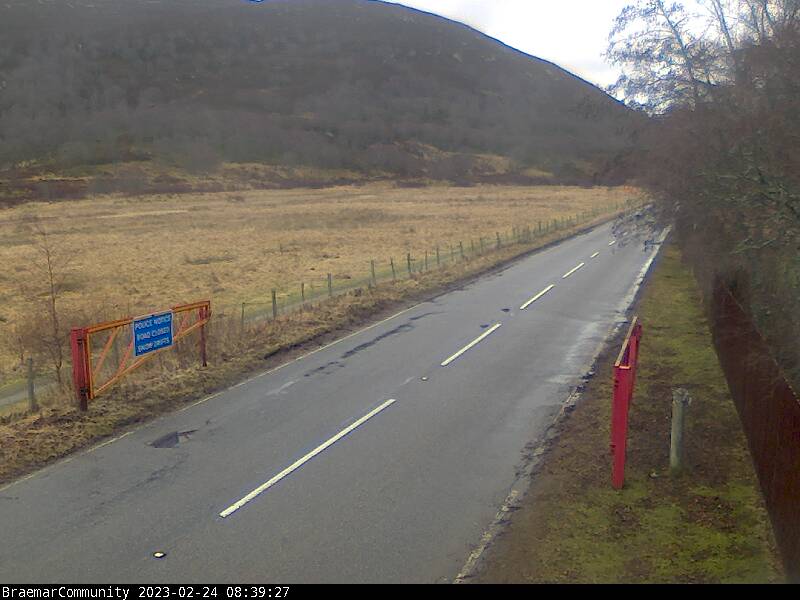 POLICE NOTICE
ROAD CLOSED
SNOW DRIFTS
BraemarCommunity 2023-02-24 08:39:27